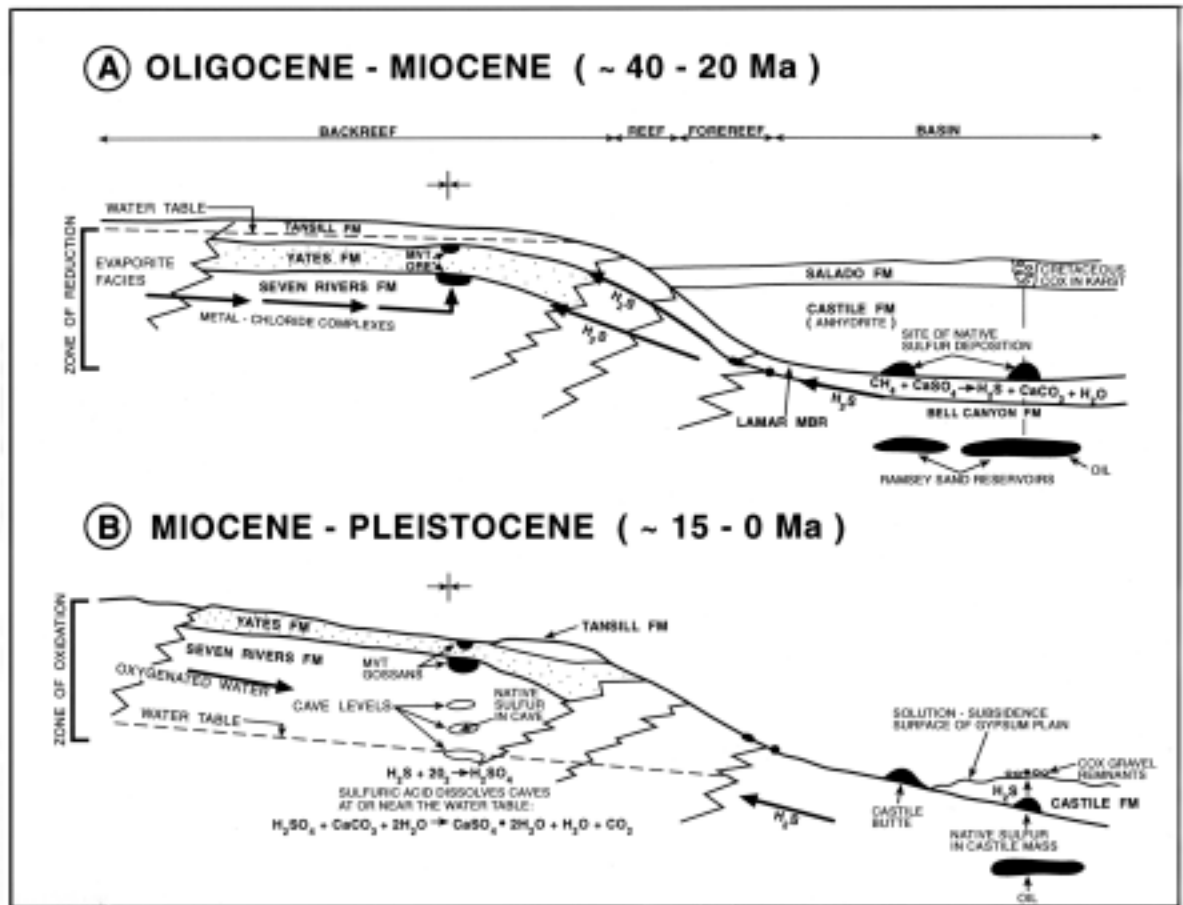 A OLIGOCENE - MIOCENE ( ~ 40 - 20 Ma )
BACKREEF
REEF
FOREREEF
BASIN
WATER TABLE
TANSILL FM
ZONE OF REDUCTION
EVAPORITE
FACIES
YATES FM
MVT
ORE
SEVEN RIVERS FM
METAL - CHLORIDE COMPLEXES
H₂S
H₂S
SALADO FM
CRETACEOUS
COX IN KARST
CASTILE FM
( ANHYDRITE )
SITE OF NATIVE
SULFUR DEPOSITION
CH₄ + CaSO₄ → H₂S + CaCO₃ + H₂O
H₂S
BELL CANYON FM
LAMAR MBR
RAMSEY SAND RESERVOIRS
OIL
B MIOCENE - PLEISTOCENE ( ~ 15 - 0 Ma )
ZONE OF OXIDATION
YATES FM
TANSILL FM
SEVEN RIVERS FM
MVT
GOSSANS
OXYGENATED WATER
CAVE LEVELS
NATIVE
SULFUR
IN CAVE
WATER TABLE
H₂S + 2O₂ → H₂SO₄
SULFURIC ACID DISSOLVES CAVES
AT OR NEAR THE WATER TABLE:
H₂SO₄ + CaCO₃ + 2H₂O → CaSO₄ • 2H₂O + H₂O + CO₂
H₂S
SOLUTION - SUBSIDENCE
SURFACE OF GYPSUM PLAIN
COX GRAVEL
REMNANTS
H₂S
CASTILE FM
CASTILE
BUTTE
NATIVE SULFUR
IN CASTILE MASS
OIL